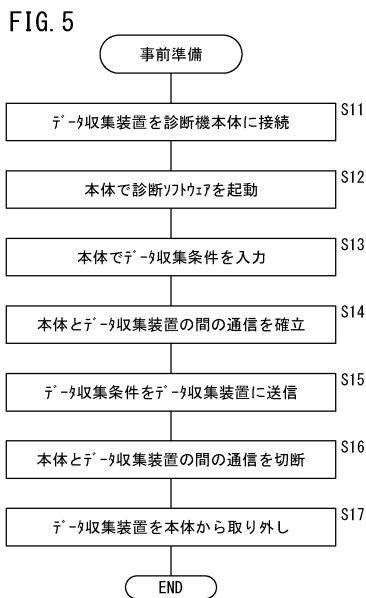 FIG. 5
事前準備
S11
ﾃﾞｰﾀ収集装置を診断機本体に接続
S12
本体で診断ｿﾌﾄｳｪｱを起動
S13
本体でﾃﾞｰﾀ収集条件を入力
S14
本体とﾃﾞｰﾀ収集装置の間の通信を確立
S15
ﾃﾞｰﾀ収集条件をﾃﾞｰﾀ収集装置に送信
S16
本体とﾃﾞｰﾀ収集装置の間の通信を切断
S17
ﾃﾞｰﾀ収集装置を本体から取り外し
END